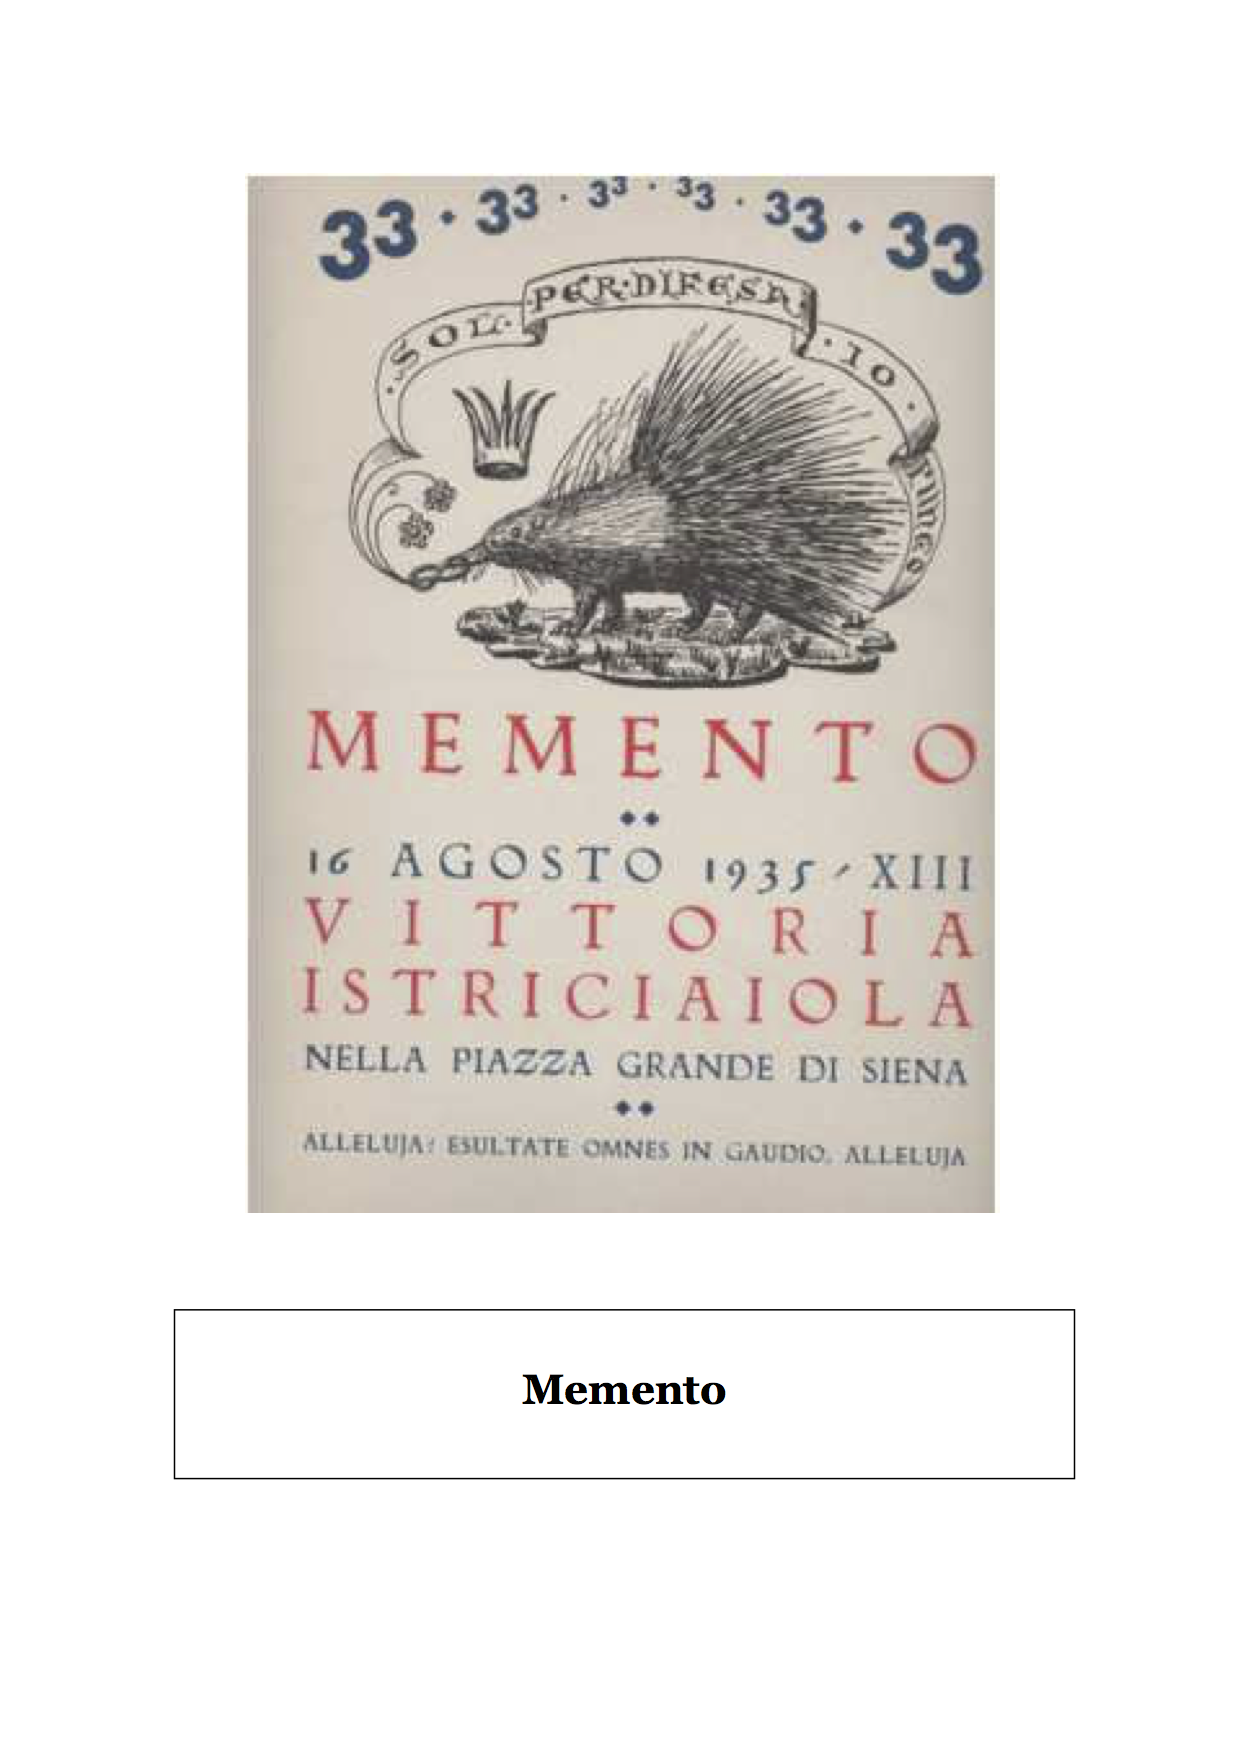 33 · 33 · 33 · 33 · 33 · 33
· SOL · PER · DIFESA · IO · PUNGO
MEMENTO
16 AGOSTO 1935 - XIII
VITTORIA
ISTRICIAIOLA
NELLA PIAZZA GRANDE DI SIENA
ALLELUJA! ESULTATE OMNES IN GAUDIO, ALLELUJA
Memento